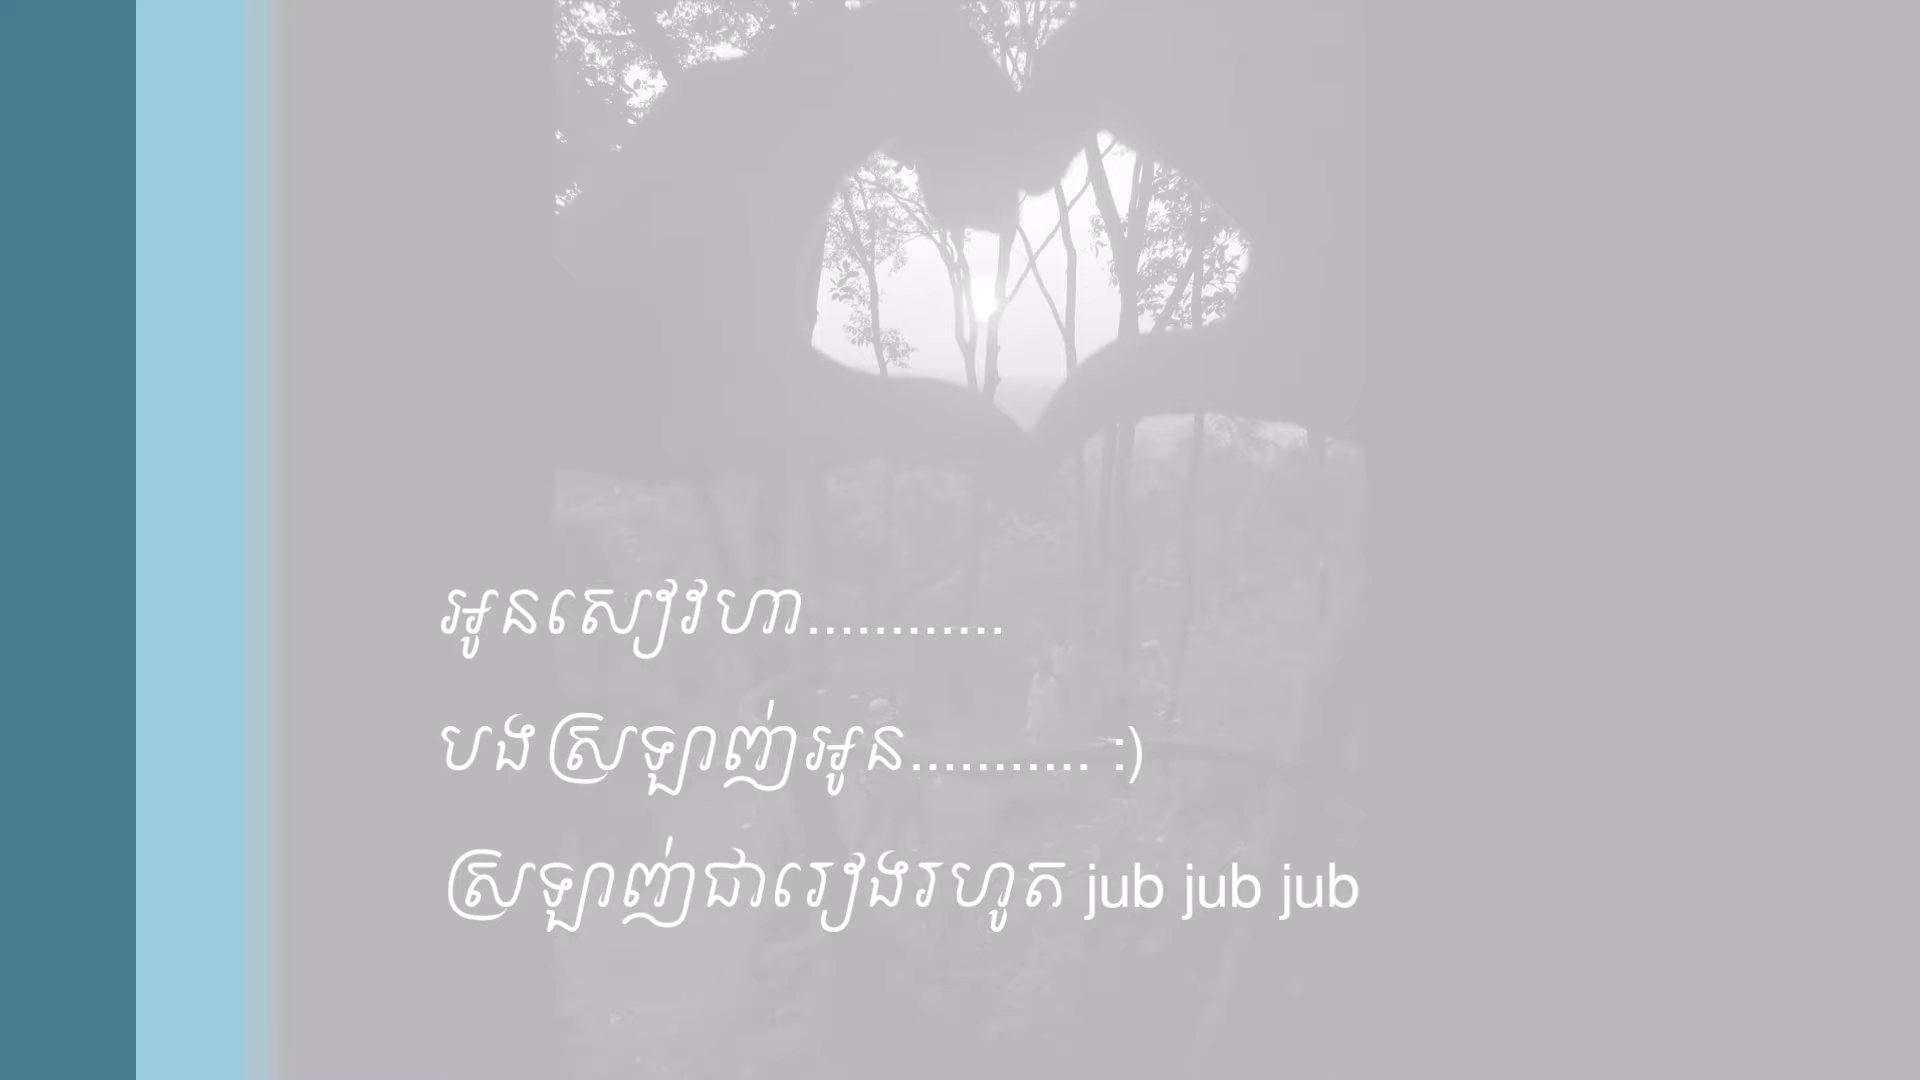 អូនសៀវហា............
បងស្រឡាញ់អូន........... :)
ស្រឡាញ់ជារៀងរហូត jub jub jub